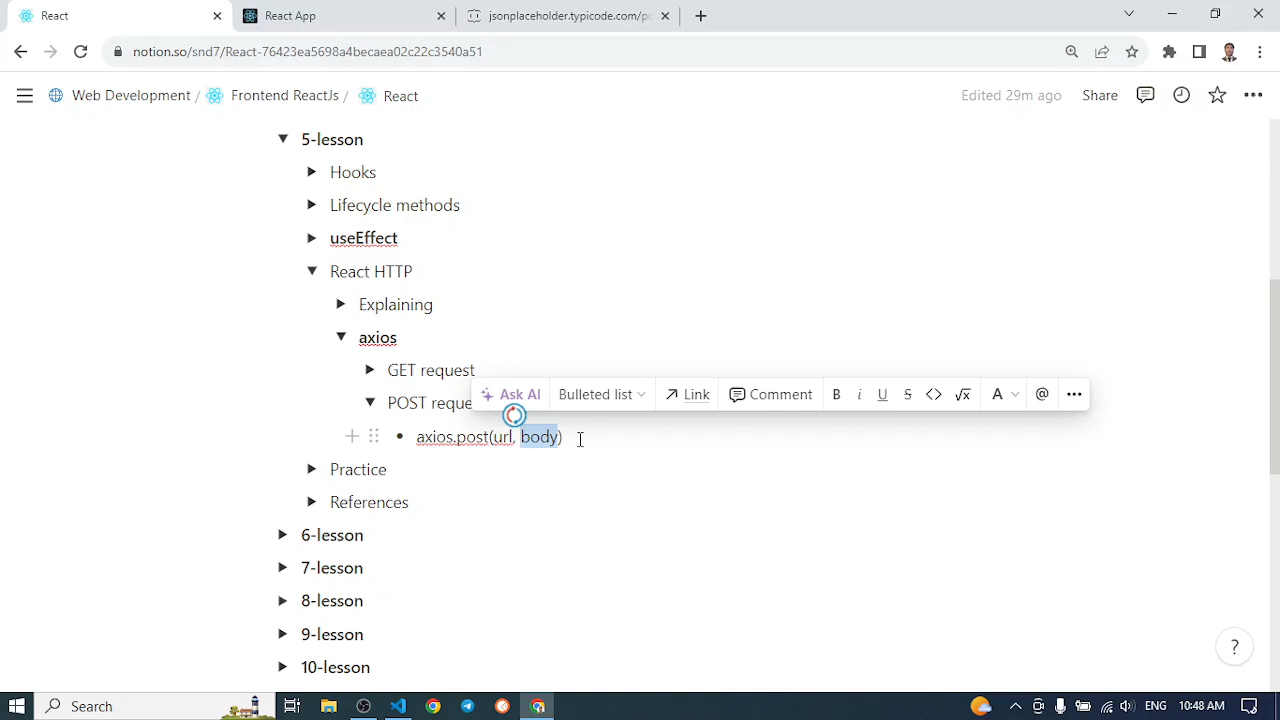 React
React App
jsonplaceholder.typicode.com/pc
notion.so/snd7/React-76423ea5698a4becaea02c22c3540a51
Web Development / Frontend ReactJs / React
Edited 29m ago
Share
5-lesson
Hooks
Lifecycle methods
useEffect
React HTTP
Explaining
axios
GET request
Ask AI Bulleted list Link Comment B i U S <> √x A @ •••
POST reque
axios.post(url, body)
Practice
References
6-lesson
7-lesson
8-lesson
9-lesson
10-lesson
?
Search
ENG 10:48 AM